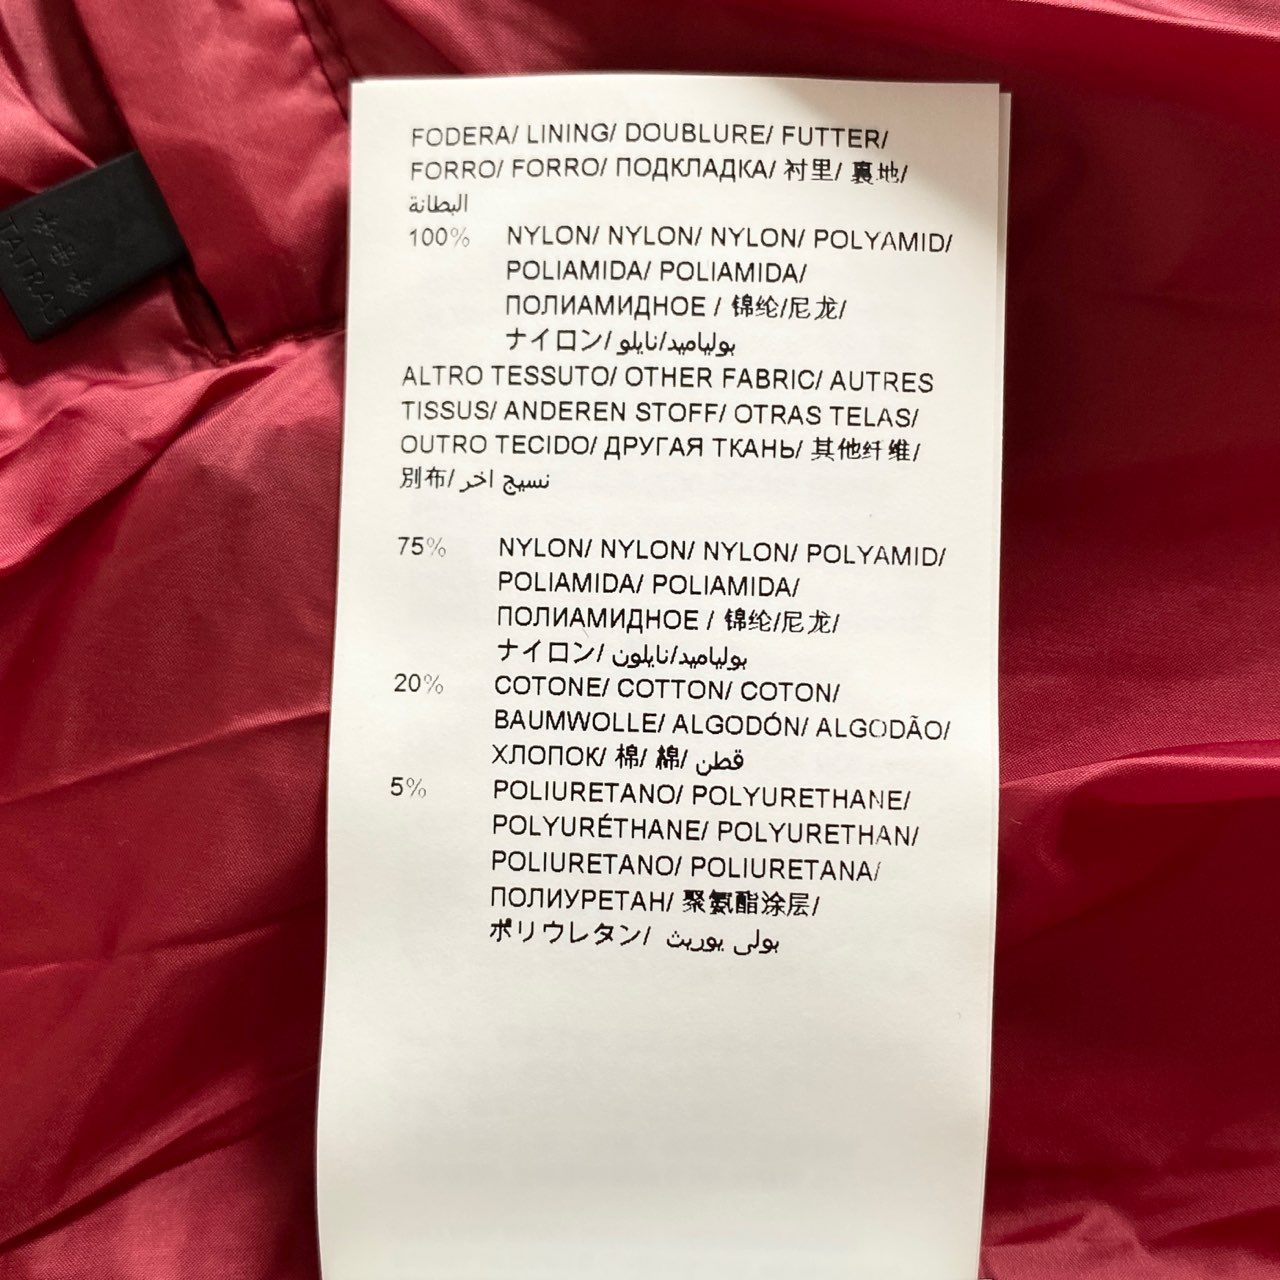 FODERA/ LINING/ DOUBLURE/ FUTTER/
FORRO/ FORRO/ ПОДКЛАДКА/ 衬里/ 裏地/
البطانة
100% NYLON/ NYLON/ NYLON/ POLYAMID/
POLIAMIDA/ POLIAMIDA/
ПОЛИАМИДНОЕ / 锦纶/尼龙/
ナイロン/ بولياميد/نايلو
ALTRO TESSUTO/ OTHER FABRIC/ AUTRES
TISSUS/ ANDEREN STOFF/ OTRAS TELAS/
OUTRO TECIDO/ ДРУГАЯ ТКАНЬ/ 其他纤维/
別布/ نسيج اخر
75% NYLON/ NYLON/ NYLON/ POLYAMID/
POLIAMIDA/ POLIAMIDA/
ПОЛИАМИДНОЕ / 锦纶/尼龙/
ナイロン/ بولياميد/نايلون
20% COTONE/ COTTON/ COTON/
BAUMWOLLE/ ALGODÓN/ ALGODÃO/
ХЛОПОК/ 棉/ 綿/ قطن
5% POLIURETANO/ POLYURETHANE/
POLYURÉTHANE/ POLYURETHAN/
POLIURETANO/ POLIURETANA/
ПОЛИУРЕТАН/ 聚氨酯涂层/
ポリウレタン/ بولى يوريث
TATRAS